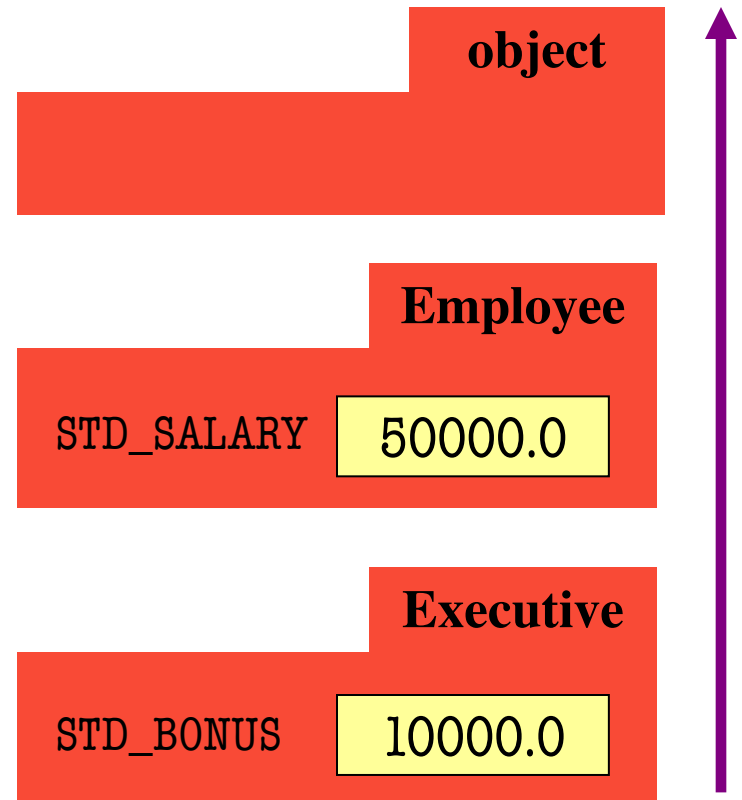 object
Employee
STD_SALARY 50000.0
Executive
STD_BONUS 10000.0